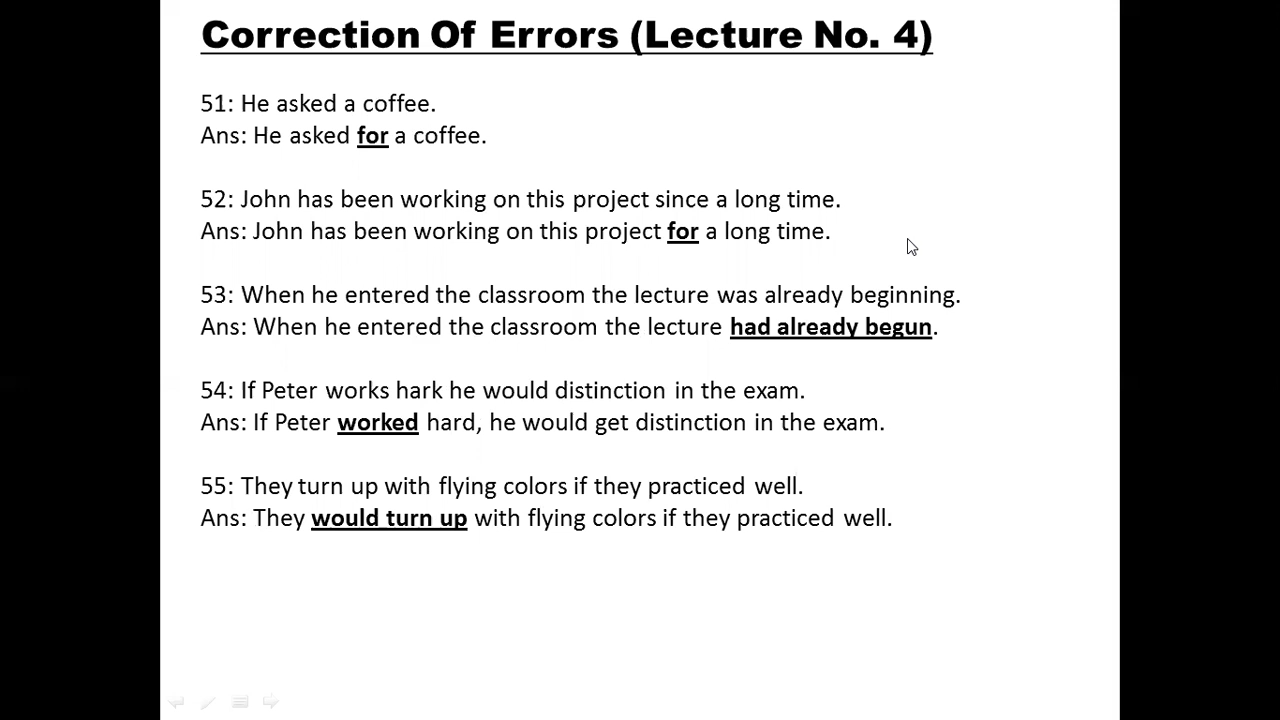 Correction Of Errors (Lecture No. 4)
51: He asked a coffee.
Ans: He asked for a coffee.
52: John has been working on this project since a long time.
Ans: John has been working on this project for a long time.
53: When he entered the classroom the lecture was already beginning.
Ans: When he entered the classroom the lecture had already begun.
54: If Peter works hark he would distinction in the exam.
Ans: If Peter worked hard, he would get distinction in the exam.
55: They turn up with flying colors if they practiced well.
Ans: They would turn up with flying colors if they practiced well.